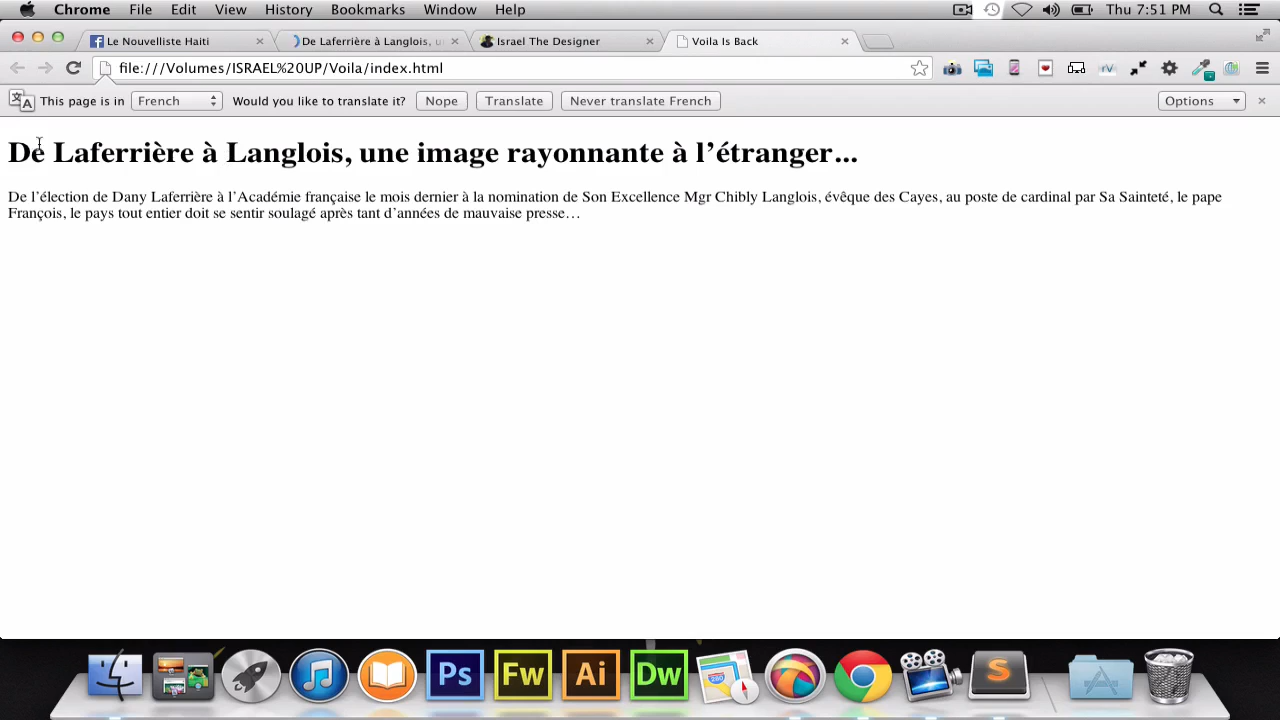 Chrome File Edit View History Bookmarks Window Help Thu 7:51 PM
Le Nouvelliste Haiti De Laferrière à Langlois, u Israel The Designer Voila Is Back
file:///Volumes/ISRAEL%20UP/Voila/index.html
This page is in French Would you like to translate it? Nope Translate Never translate French Options
De Laferrière à Langlois, une image rayonnante à l’étranger...
De l’élection de Dany Laferrière à l’Académie française le mois dernier à la nomination de Son Excellence Mgr Chibly Langlois, évêque des Cayes, au poste de cardinal par Sa Sainteté, le pape
François, le pays tout entier doit se sentir soulagé après tant d’années de mauvaise presse…
Ps Fw Ai Dw
280
S